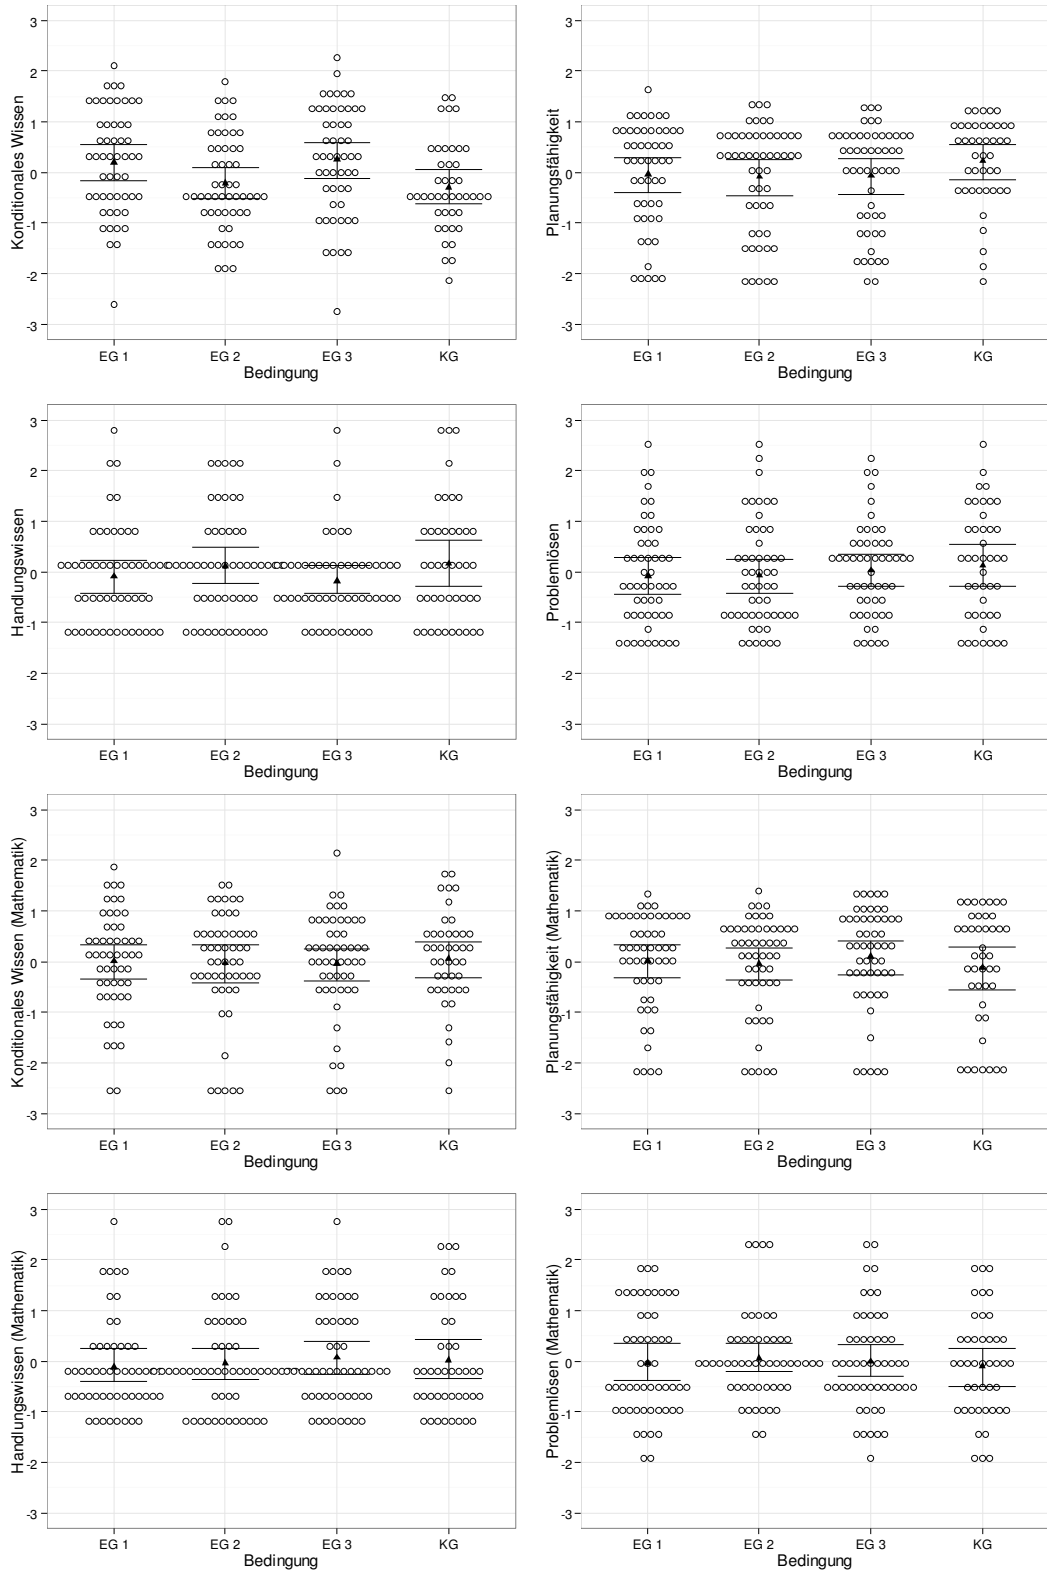 Konditionales Wissen
3
2
1
0
-1
-2
-3
EG 1 EG 2 EG 3 KG
Bedingung
Planungsfähigkeit
3
2
1
0
-1
-2
-3
EG 1 EG 2 EG 3 KG
Bedingung
Handlungswissen
3
2
1
0
-1
-2
-3
EG 1 EG 2 EG 3 KG
Bedingung
Problemlösen
3
2
1
0
-1
-2
-3
EG 1 EG 2 EG 3 KG
Bedingung
Konditionales Wissen (Mathematik)
3
2
1
0
-1
-2
-3
EG 1 EG 2 EG 3 KG
Bedingung
Planungsfähigkeit (Mathematik)
3
2
1
0
-1
-2
-3
EG 1 EG 2 EG 3 KG
Bedingung
Handlungswissen (Mathematik)
3
2
1
0
-1
-2
-3
EG 1 EG 2 EG 3 KG
Bedingung
Problemlösen (Mathematik)
3
2
1
0
-1
-2
-3
EG 1 EG 2 EG 3 KG
Bedingung